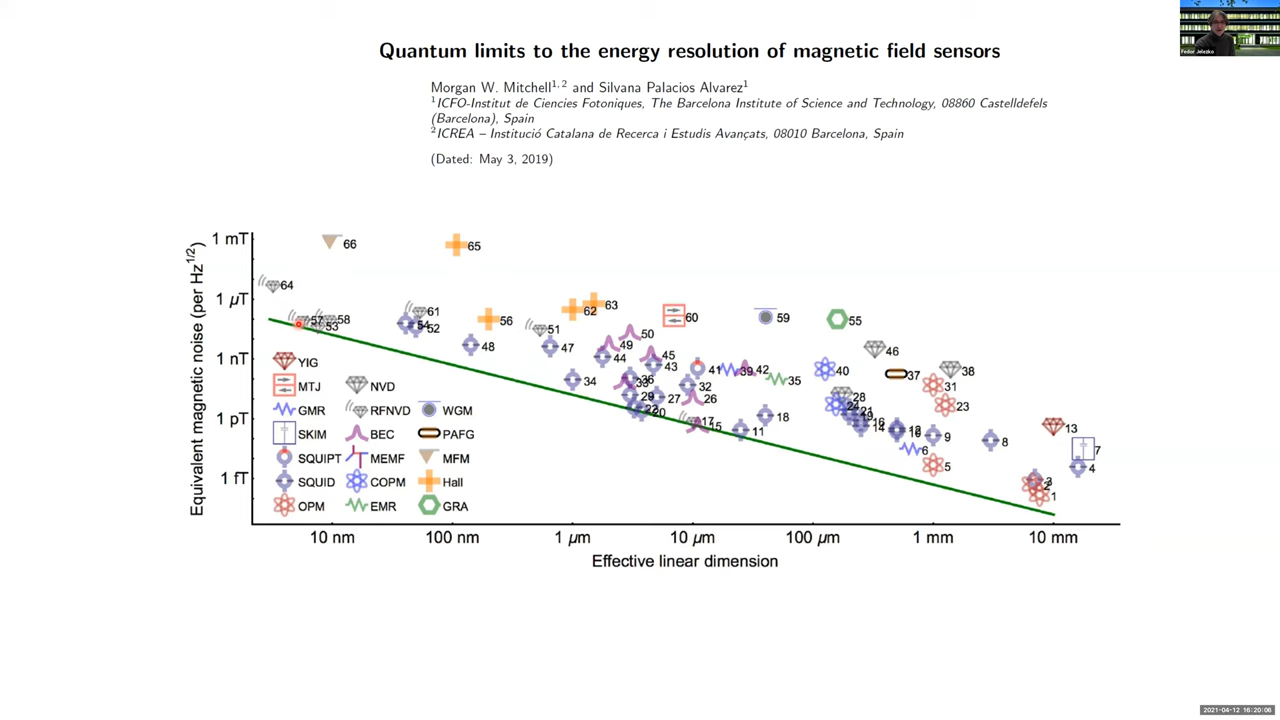 Fedor Jelezko
Quantum limits to the energy resolution of magnetic field sensors
Morgan W. Mitchell1,2 and Silvana Palacios Alvarez1
1ICFO-Institut de Ciencies Fotoniques, The Barcelona Institute of Science and Technology, 08860 Castelldefels
(Barcelona), Spain
2ICREA – Institució Catalana de Recerca i Estudis Avançats, 08010 Barcelona, Spain
(Dated: May 3, 2019)
Equivalent magnetic noise (per Hz1/2)
1 mT
1 µT
1 nT
1 pT
1 fT
66
65
64
57
58
53
61
54
52
56
62
63
51
60
59
55
48
47
50
49
44
45
43
46
34
36
33
41
39
42
35
40
37
38
31
29
27
32
26
28
23
22
20
17
15
11
18
24
21
19
16
14
12
10
9
8
6
5
13
7
4
3
2
1
YIG
MTJ
NVD
GMR
RFNVD
WGM
SKIM
BEC
PAFG
SQUIPT
MEMF
MFM
SQUID
COPM
Hall
OPM
EMR
GRA
10 nm
100 nm
1 µm
10 µm
100 µm
1 mm
10 mm
Effective linear dimension
2021-04-12 16:20:06